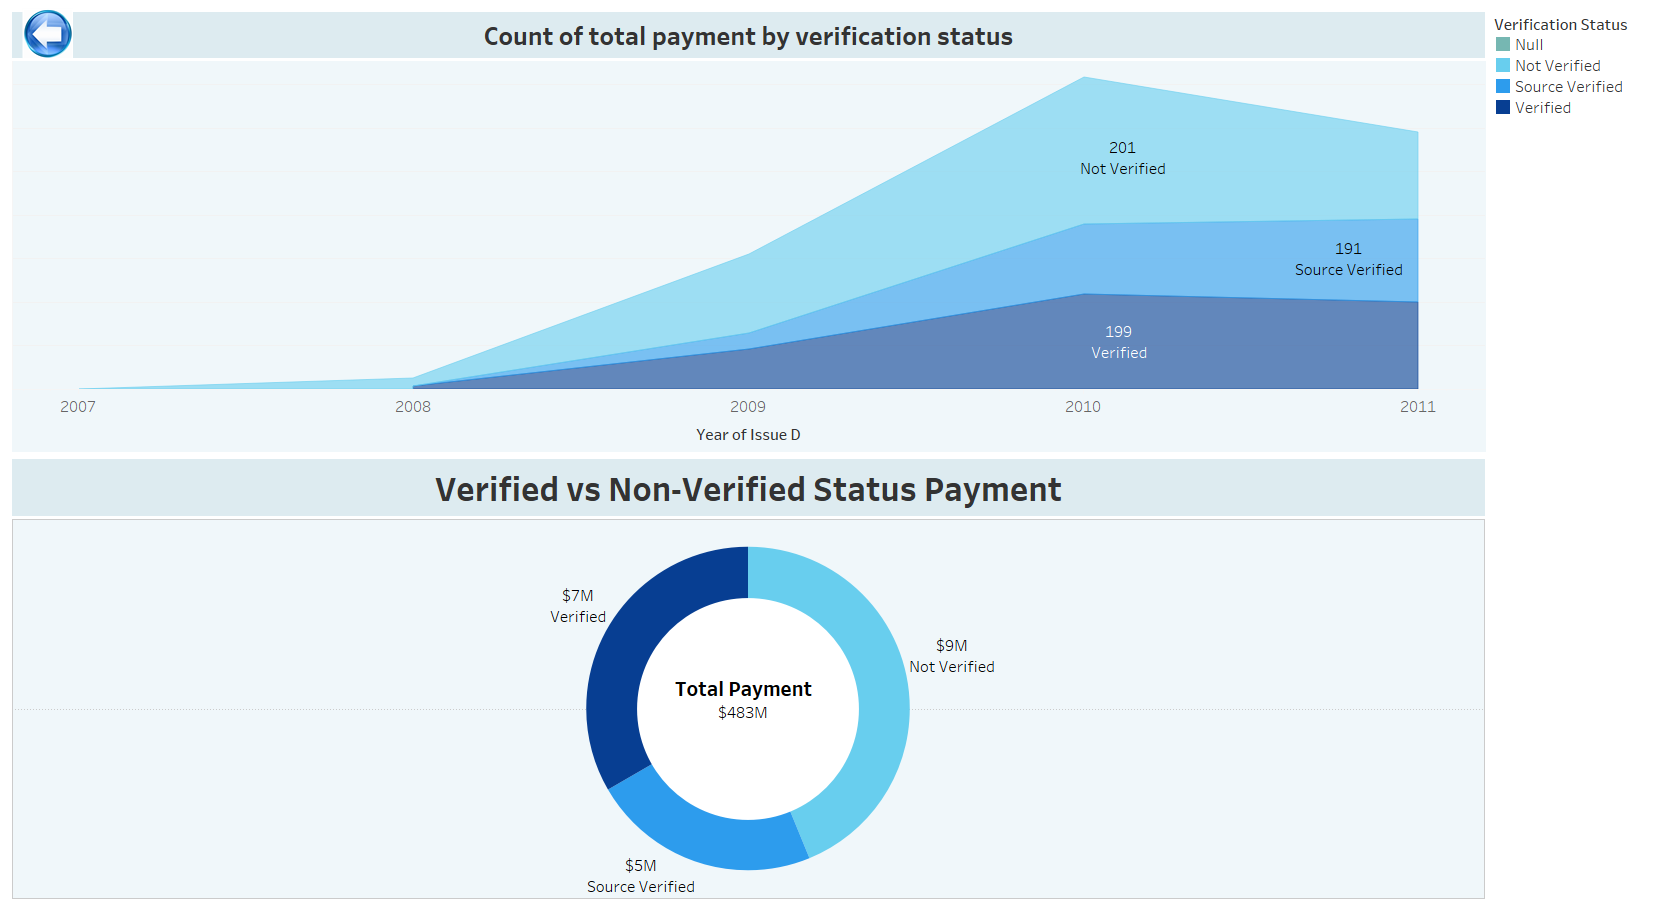 Count of total payment by verification status
Verification Status
Null
Not Verified
Source Verified
Verified
201
Not Verified
191
Source Verified
199
Verified
2007
2008
2009
2010
2011
Year of Issue D
Verified vs Non-Verified Status Payment
$7M
Verified
$9M
Not Verified
Total Payment
$483M
$5M
Source Verified